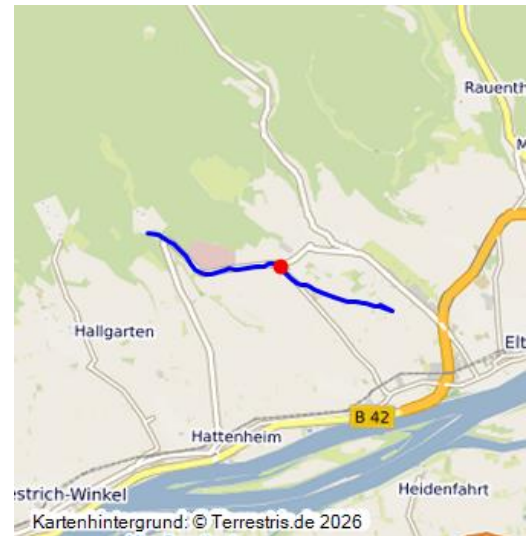 Rauenth
M
Hallgarten
Elt
B 42
Hattenheim
estrich-Winkel
Heidenfahrt
Kartenhintergrund: © Terrestris.de 2026